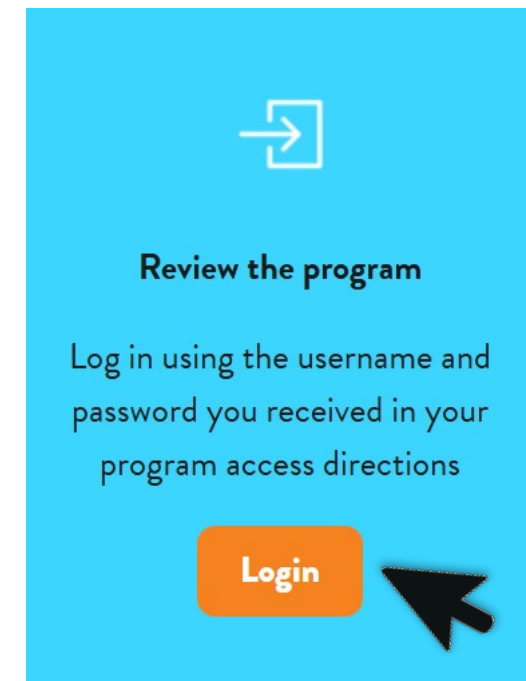 Review the program
Log in using the username and
password you received in your
program access directions
Login